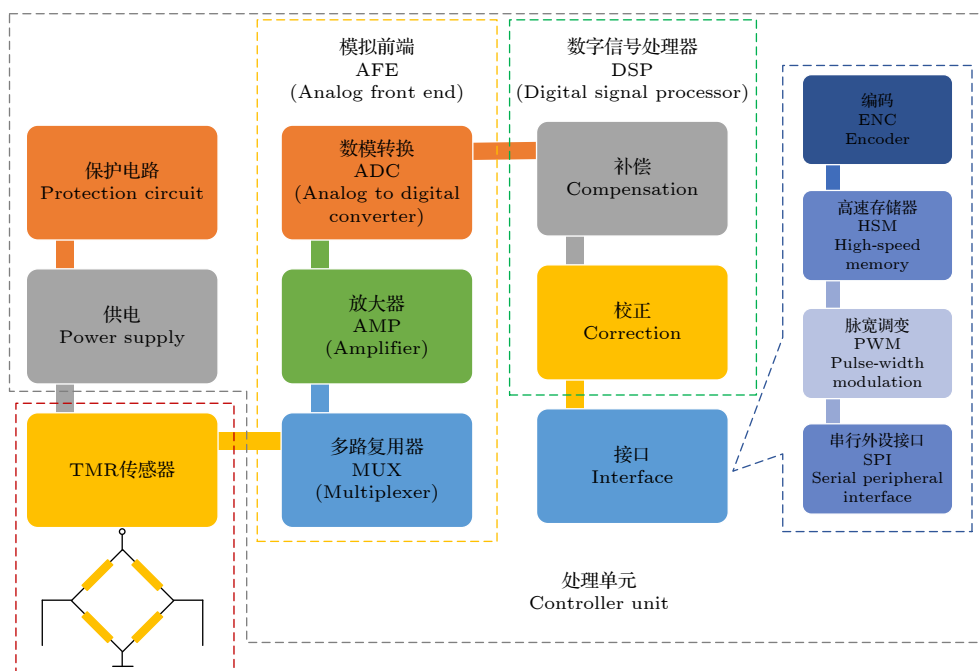 保护电路
Protection circuit
供电
Power supply
TMR传感器
模拟前端
AFE
(Analog front end)
数模转换
ADC
(Analog to digital
converter)
放大器
AMP
(Amplifier)
多路复用器
MUX
(Multiplexer)
数字信号处理器
DSP
(Digital signal processor)
补偿
Compensation
校正
Correction
接口
Interface
编码
ENC
Encoder
高速存储器
HSM
High-speed
memory
脉宽调变
PWM
Pulse-width
modulation
串行外设接口
SPI
Serial peripheral
interface
处理单元
Controller unit